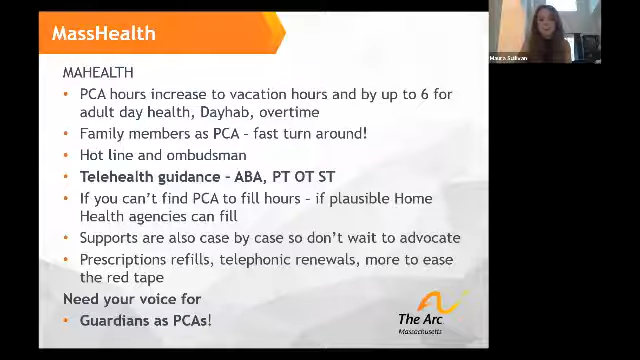 MassHealth
Maura Sullivan
MAHEALTH
• PCA hours increase to vacation hours and by up to 6 for
adult day health, Dayhab, overtime
• Family members as PCA – fast turn around!
• Hot line and ombudsman
• Telehealth guidance – ABA, PT OT ST
• If you can't find PCA to fill hours – if plausible Home
Health agencies can fill
• Supports are also case by case so don't wait to advocate
• Prescriptions refills, telephonic renewals, more to ease
the red tape
Need your voice for
• Guardians as PCAs!
The Arc
Massachusetts